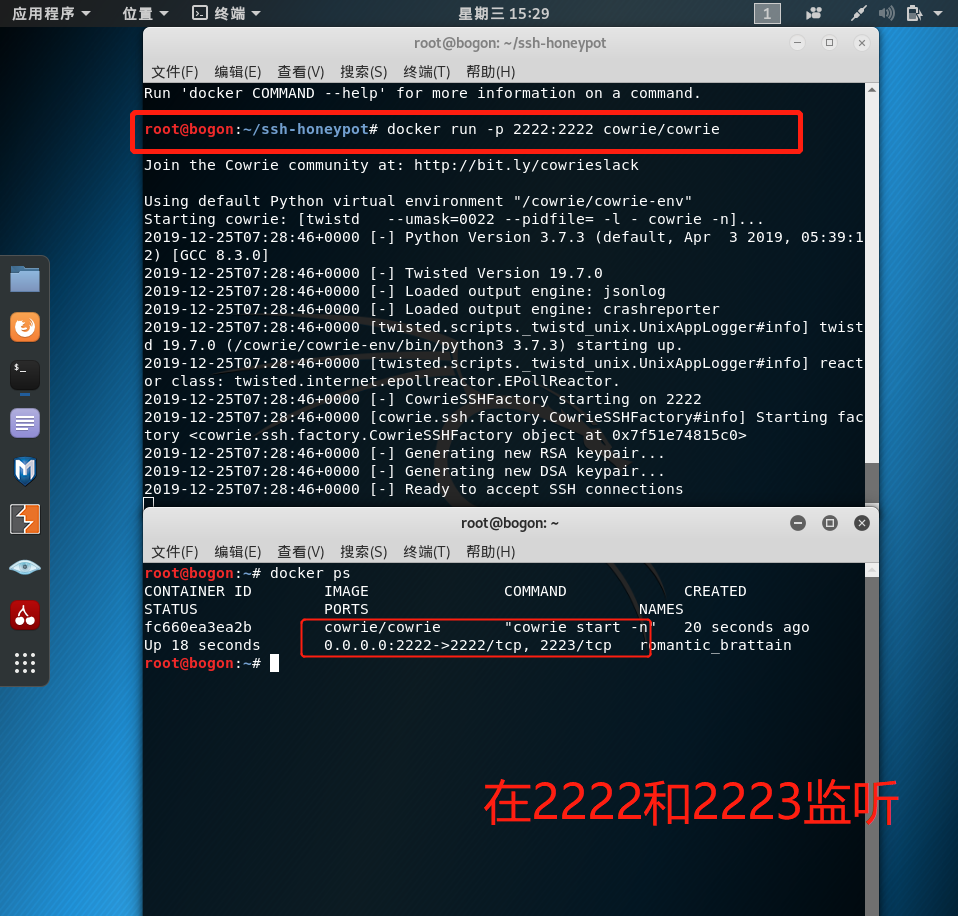 应用程序 位置 终端 星期三 15:29 1
root@bogon: ~/ssh-honeypot
文件(F) 编辑(E) 查看(V) 搜索(S) 终端(T) 帮助(H)
Run 'docker COMMAND --help' for more information on a command.
root@bogon:~/ssh-honeypot# docker run -p 2222:2222 cowrie/cowrie
Join the Cowrie community at: http://bit.ly/cowrieslack
Using default Python virtual environment "/cowrie/cowrie-env"
Starting cowrie: [twistd   --umask=0022 --pidfile= -l - cowrie -n]...
2019-12-25T07:28:46+0000 [-] Python Version 3.7.3 (default, Apr  3 2019, 05:39:1
2) [GCC 8.3.0]
2019-12-25T07:28:46+0000 [-] Twisted Version 19.7.0
2019-12-25T07:28:46+0000 [-] Loaded output engine: jsonlog
2019-12-25T07:28:46+0000 [-] Loaded output engine: crashreporter
2019-12-25T07:28:46+0000 [twisted.scripts._twistd_unix.UnixAppLogger#info] twist
d 19.7.0 (/cowrie/cowrie-env/bin/python3 3.7.3) starting up.
2019-12-25T07:28:46+0000 [twisted.scripts._twistd_unix.UnixAppLogger#info] react
or class: twisted.internet.epollreactor.EPollReactor.
2019-12-25T07:28:46+0000 [-] CowrieSSHFactory starting on 2222
2019-12-25T07:28:46+0000 [cowrie.ssh.factory.CowrieSSHFactory#info] Starting fac
tory <cowrie.ssh.factory.CowrieSSHFactory object at 0x7f51e74815c0>
2019-12-25T07:28:46+0000 [-] Generating new RSA keypair...
2019-12-25T07:28:46+0000 [-] Generating new DSA keypair...
2019-12-25T07:28:46+0000 [-] Ready to accept SSH connections
root@bogon: ~
文件(F) 编辑(E) 查看(V) 搜索(S) 终端(T) 帮助(H)
root@bogon:~# docker ps
CONTAINER ID        IMAGE               COMMAND             CREATED
STATUS              PORTS                              NAMES
fc660ea3ea2b        cowrie/cowrie       "cowrie start -n"   20 seconds ago
Up 18 seconds       0.0.0.0:2222->2222/tcp, 2223/tcp   romantic_brattain
root@bogon:~#
在2222和2223监听